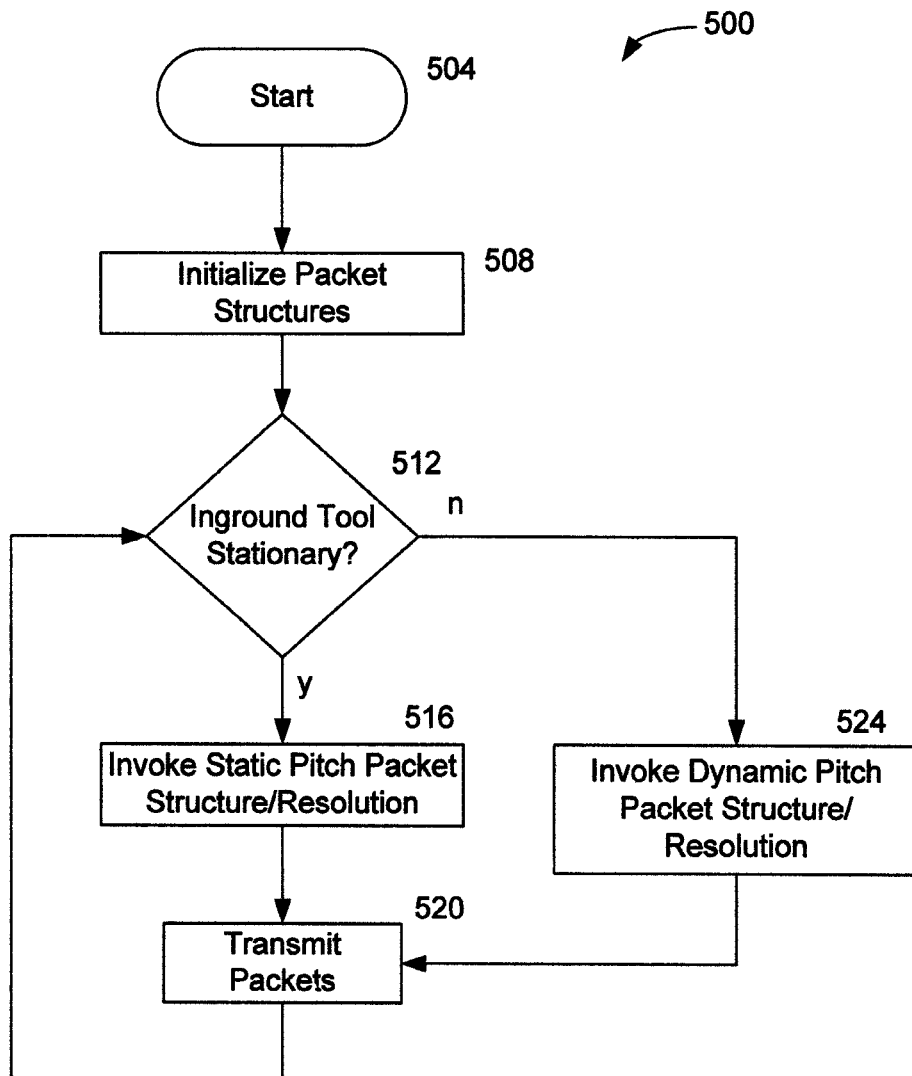 500
504
Start
508
Initialize Packet
Structures
512
Inground Tool
Stationary?
n
y
516
Invoke Static Pitch Packet
Structure/Resolution
524
Invoke Dynamic Pitch
Packet Structure/
Resolution
520
Transmit
Packets